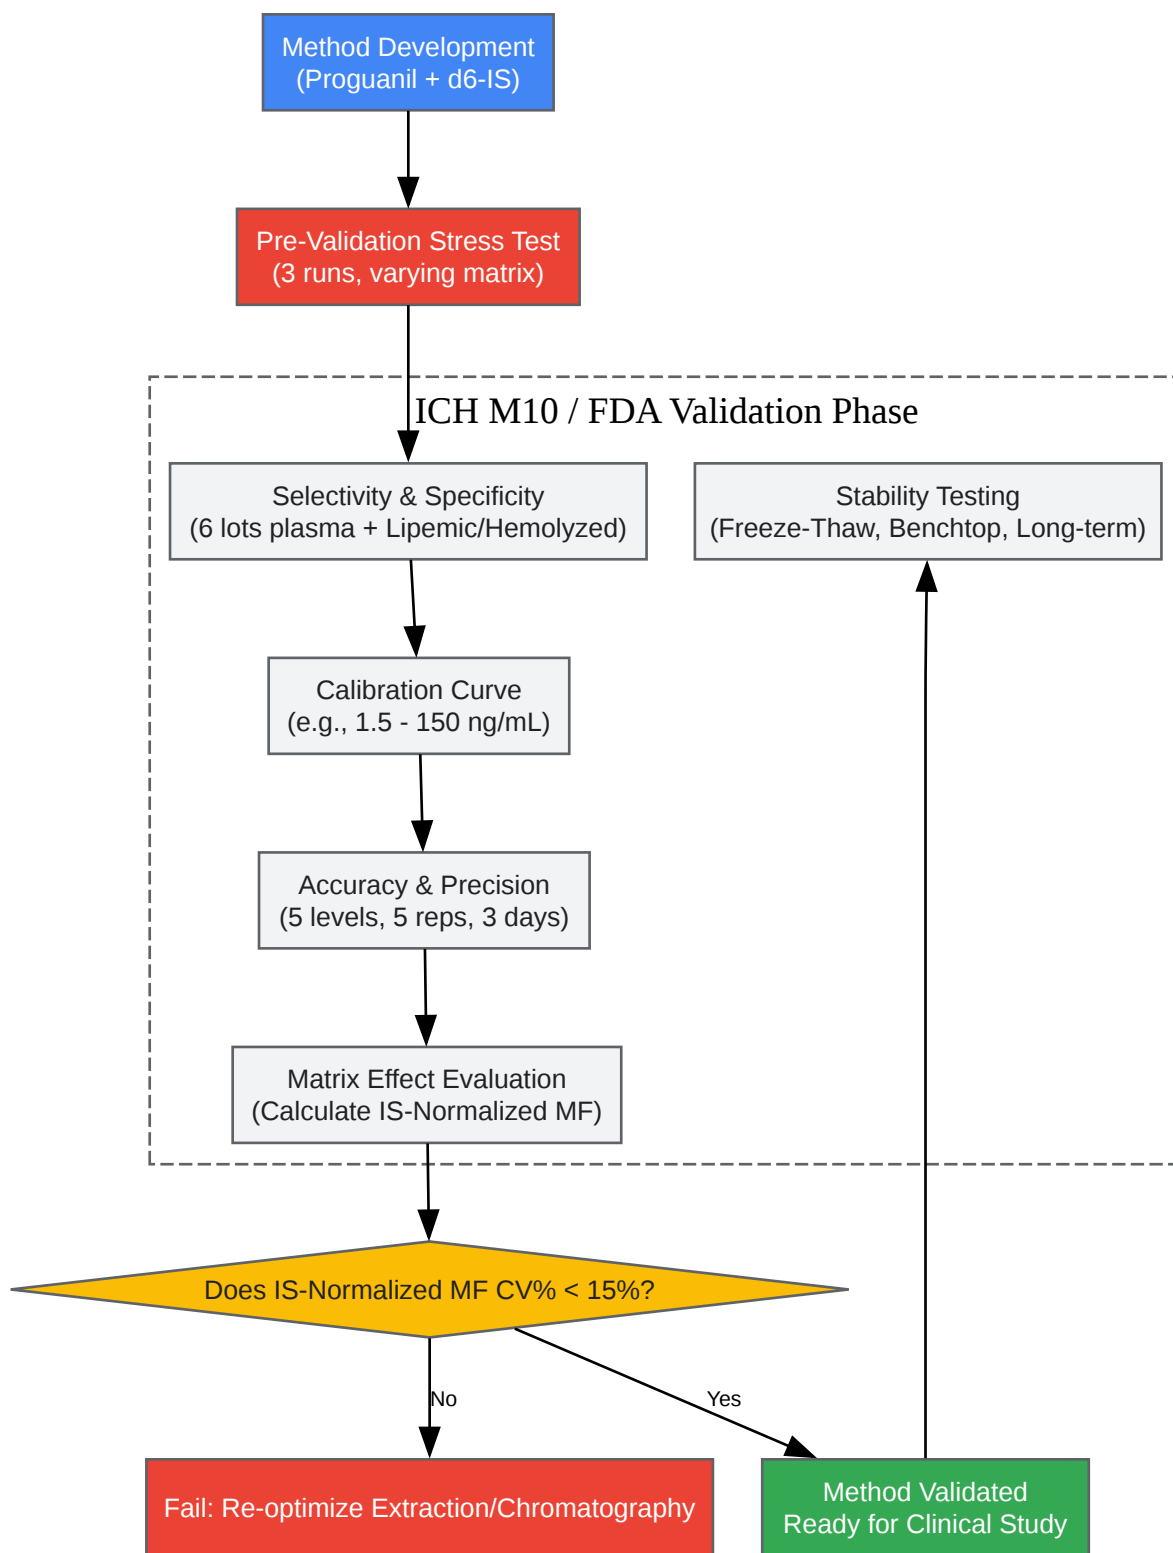 Method Development
(Proguanil + d6-IS)
Pre-Validation Stress Test
(3 runs, varying matrix)
ICH M10 / FDA Validation Phase
Selectivity & Specificity
(6 lots plasma + Lipemic/Hemolyzed)
Stability Testing
(Freeze-Thaw, Benchtop, Long-term)
Calibration Curve
(e.g., 1.5 - 150 ng/mL)
Accuracy & Precision
(5 levels, 5 reps, 3 days)
Matrix Effect Evaluation
(Calculate IS-Normalized MF)
Does IS-Normalized MF CV% < 15%?
No
Yes
Fail: Re-optimize Extraction/Chromatography
Method Validated
Ready for Clinical Study